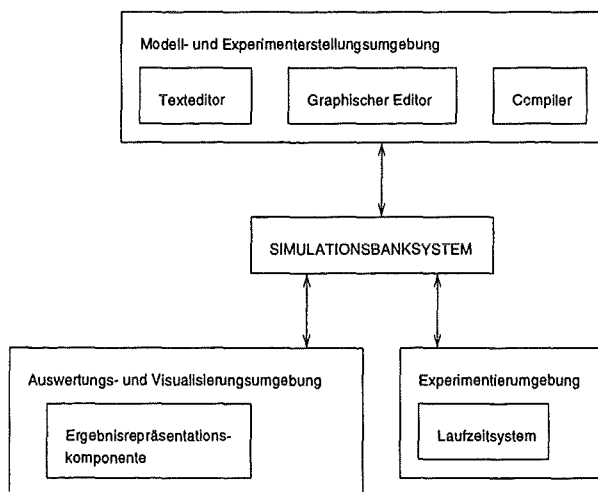 Modell- und Experimenterstellungsumgebung
Texteditor
Graphischer Editor
Compiler
SIMULATIONSBANKSYSTEM
Auswertungs- und Visualisierungsumgebung
Ergebnisrepräsentations-
komponente
Experimentierumgebung
Laufzeitsystem